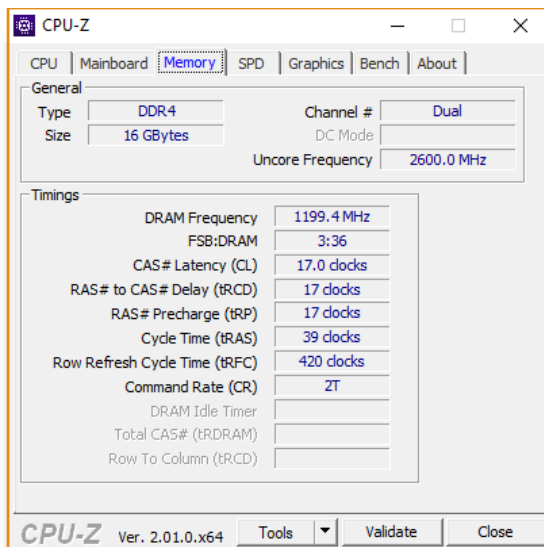 CPU-Z
CPU Mainboard Memory SPD Graphics Bench About
General
Type DDR4 Channel # Dual
Size 16 GBytes DC Mode
Uncore Frequency 2600.0 MHz
Timings
DRAM Frequency 1199.4 MHz
FSB:DRAM 3:36
CAS# Latency (CL) 17.0 clocks
RAS# to CAS# Delay (tRCD) 17 clocks
RAS# Precharge (tRP) 17 clocks
Cycle Time (tRAS) 39 clocks
Row Refresh Cycle Time (tRFC) 420 clocks
Command Rate (CR) 2T
DRAM Idle Timer
Total CAS# (tRDRAM)
Row To Column (tRCD)
CPU-Z Ver. 2.01.0.x64 Tools Validate Close